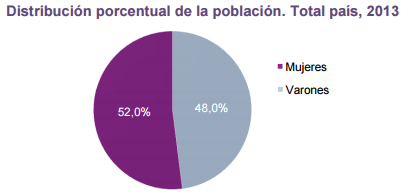 Distribución porcentual de la población. Total país, 2013
52,0%
48,0%
Mujeres
Varones